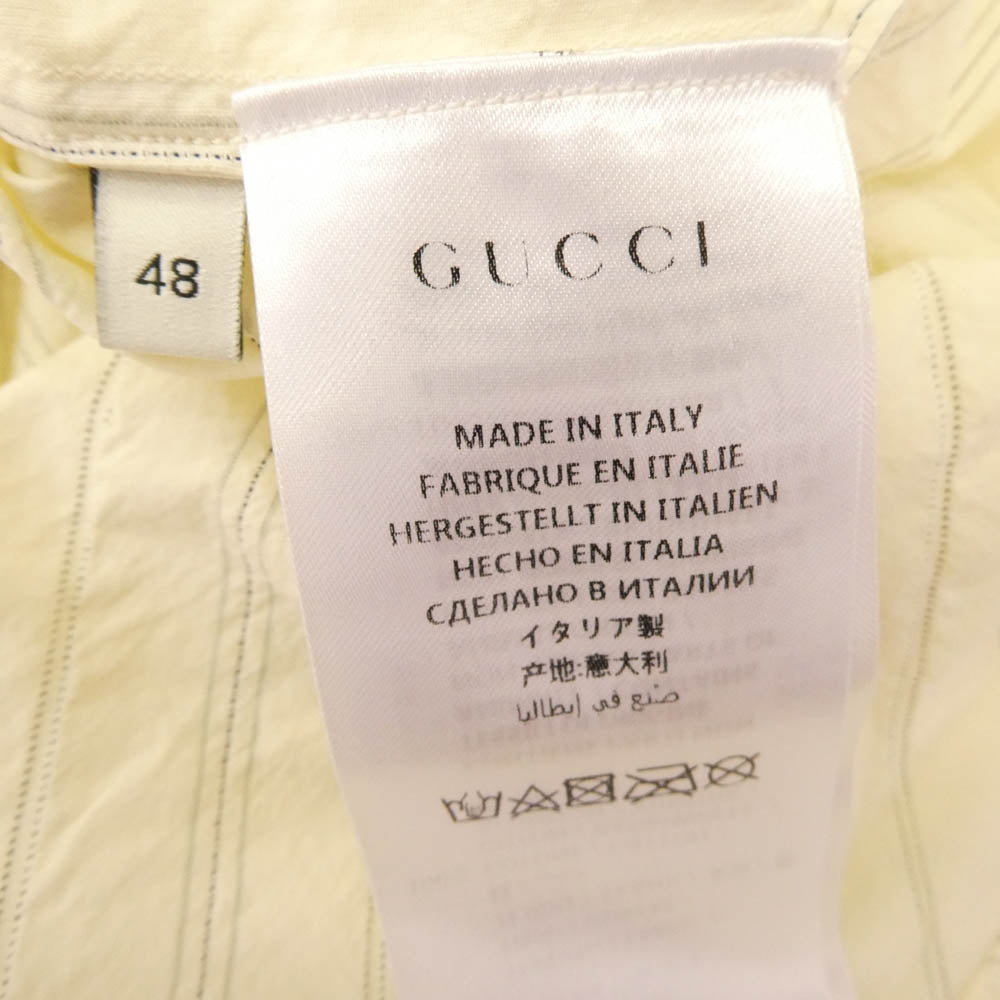 48
GUCCI
MADE IN ITALY
FABRIQUE EN ITALIE
HERGESTELLT IN ITALIEN
HECHO EN ITALIA
СДЕЛАНО В ИТАЛИИ
イタリア製
产地:意大利
صنع في إيطاليا